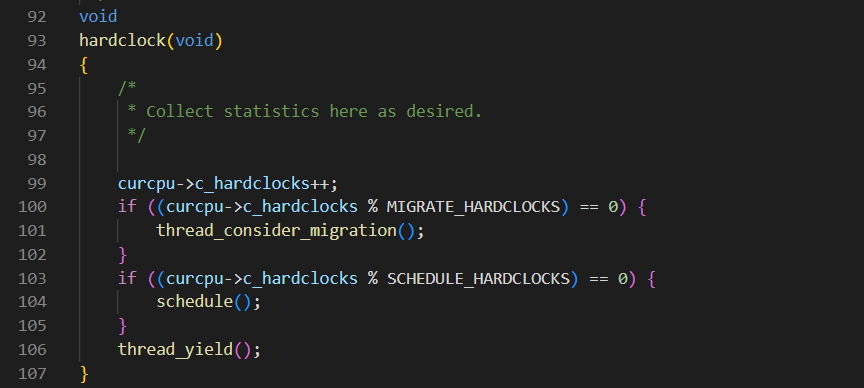 92 void
93 hardclock(void)
94 {
95     /*
96      * Collect statistics here as desired.
97      */
98
99     curcpu->c_hardclocks++;
100     if ((curcpu->c_hardclocks % MIGRATE_HARDCLOCKS) == 0) {
101         thread_consider_migration();
102     }
103     if ((curcpu->c_hardclocks % SCHEDULE_HARDCLOCKS) == 0) {
104         schedule();
105     }
106     thread_yield();
107 }